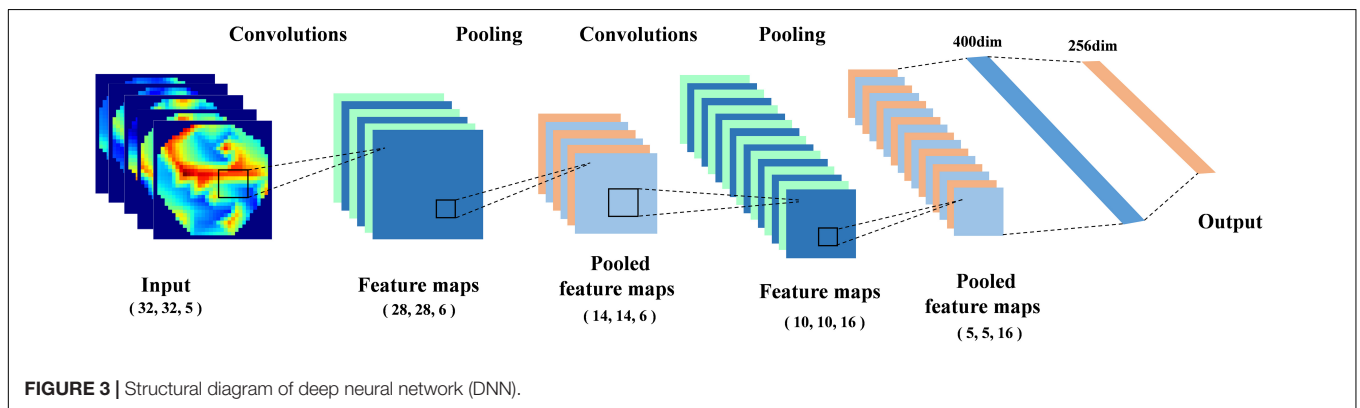 Convolutions Pooling Convolutions Pooling
400dim 256dim
Input
( 32, 32, 5 )
Feature maps
( 28, 28, 6 )
Pooled
feature maps
( 14, 14, 6 )
Feature maps
( 10, 10, 16 )
Pooled
feature maps
( 5, 5, 16 )
Output
FIGURE 3 | Structural diagram of deep neural network (DNN).